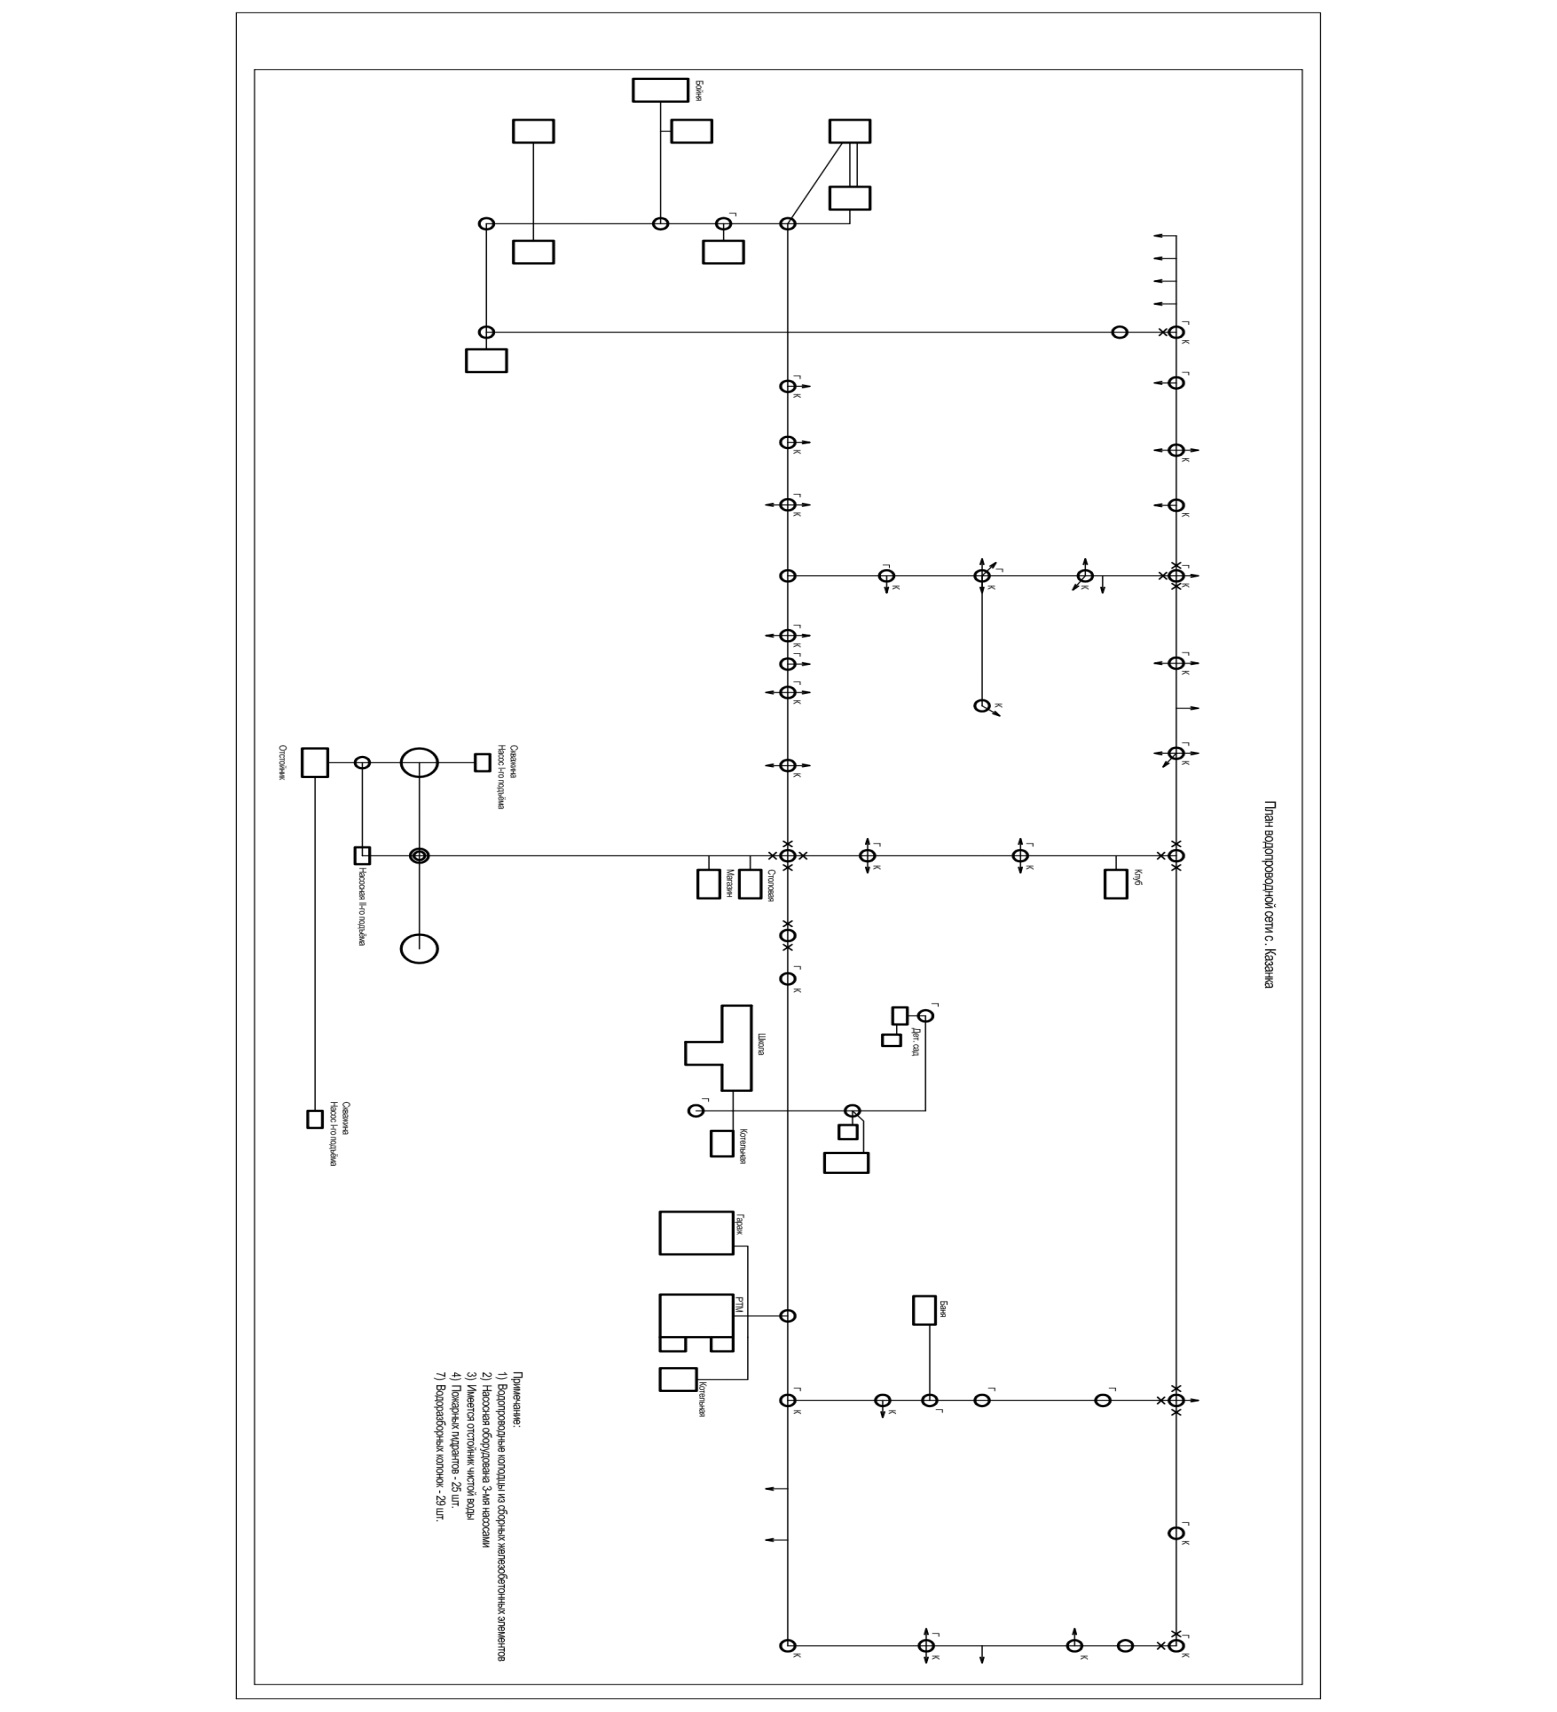 План водопроводной сети с. Казанка
Г К
Г
К
К
Г К
Г К
Г К
Г К
Г К
Клуб
Г
К
К
Г К
Г К
К
Г
Баня
Г
Г
Г К
Дет. сад
Г К
К
Г К
Г К
К
Г К
Г К
Г
Г К
К
Г К
Г К
К
Столовая
Школа
Котельная
Гараж
РТМ
Г
Магазин
Г
Котельная
Бойня
Скважина
Насос I-го подъёма
Примечание:
1) Водопроводные колодцы из сборных железобетонных элементов
2) Насосная оборудована 3-мя насосами
3) Имеется отстойник чистой воды
4) Пожарных гидрантов - 25 шт.
7) Водоразборных колонок - 29 шт.
Насосная II-го подъёма
Скважина
Насос I-го подъёма
Отстойник